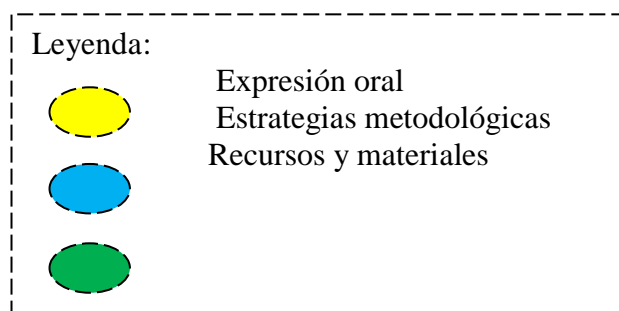 Leyenda:
Expresión oral
Estrategias metodológicas
Recursos y materiales